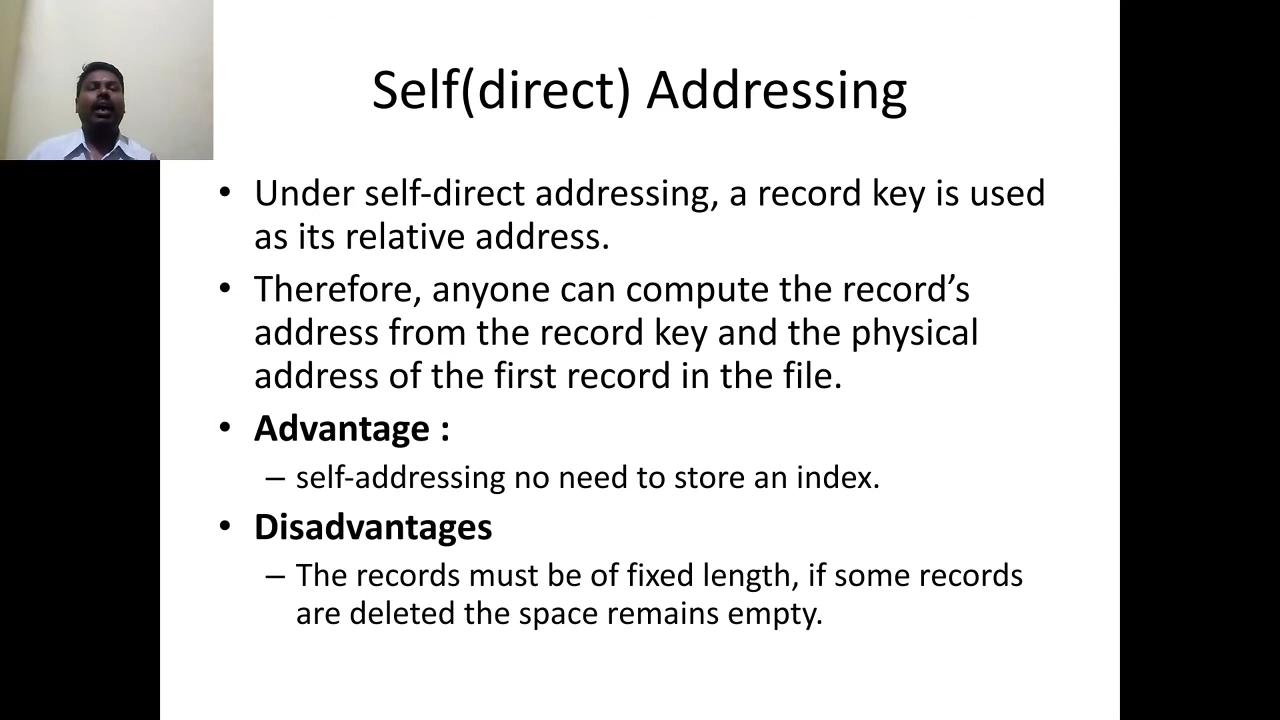 Self(direct) Addressing
• Under self-direct addressing, a record key is used
as its relative address.
• Therefore, anyone can compute the record’s
address from the record key and the physical
address of the first record in the file.
• Advantage :
– self-addressing no need to store an index.
• Disadvantages
– The records must be of fixed length, if some records
are deleted the space remains empty.